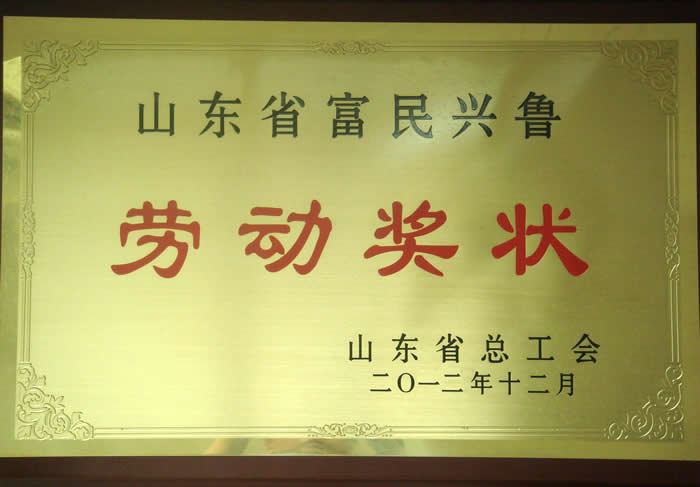 山东省富民兴鲁
劳动奖状
山东省总工会
二〇一二年十二月